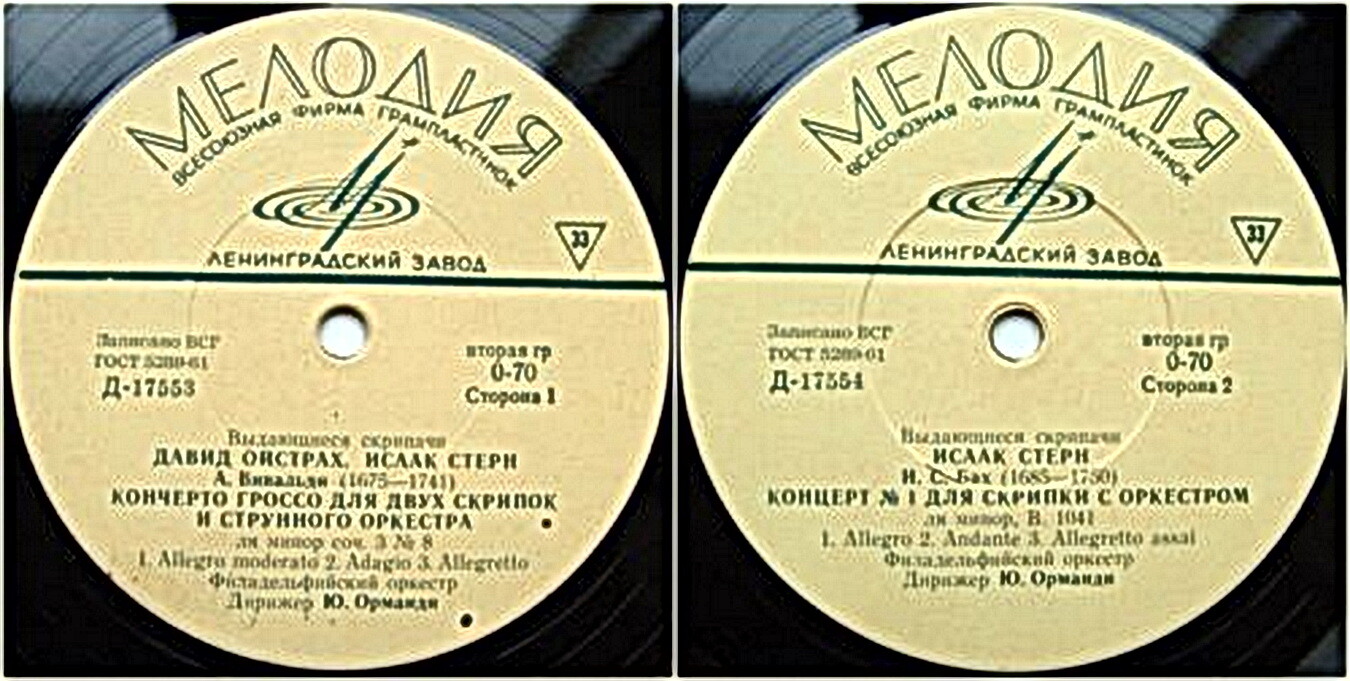 МЕЛОДИЯ
ВСЕСОЮЗНАЯ ФИРМА ГРАМПЛАСТИНОК
33
ЛЕНИНГРАДСКИЙ ЗАВОД
Записано ВСГ
ГОСТ 5289-61
Д-17553
вторая гр
0-70
Сторона 1
Выдающиеся скрипачи
ДАВИД ОЙСТРАХ, ИСААК СТЕРН
А. Вивальди (1675—1741)
КОНЧЕРТО ГРОССО ДЛЯ ДВУХ СКРИПОК
И СТРУННОГО ОРКЕСТРА
ля минор соч. 3 № 8
1. Allegro moderato 2. Adagio 3. Allegretto
Филадельфийский оркестр
Дирижер Ю. Орманди
МЕЛОДИЯ
ВСЕСОЮЗНАЯ ФИРМА ГРАМПЛАСТИНОК
33
ЛЕНИНГРАДСКИЙ ЗАВОД
Записано ВСГ
ГОСТ 5289-61
Д-17554
вторая гр
0-70
Сторона 2
Выдающиеся скрипачи
ИСААК СТЕРН
И. С. Бах (1685—1750)
КОНЦЕРТ № 1 ДЛЯ СКРИПКИ С ОРКЕСТРОМ
ля минор, В. 1041
1. Allegro 2. Andante 3. Allegretto assai
Филадельфийский оркестр
Дирижер Ю. Орманди